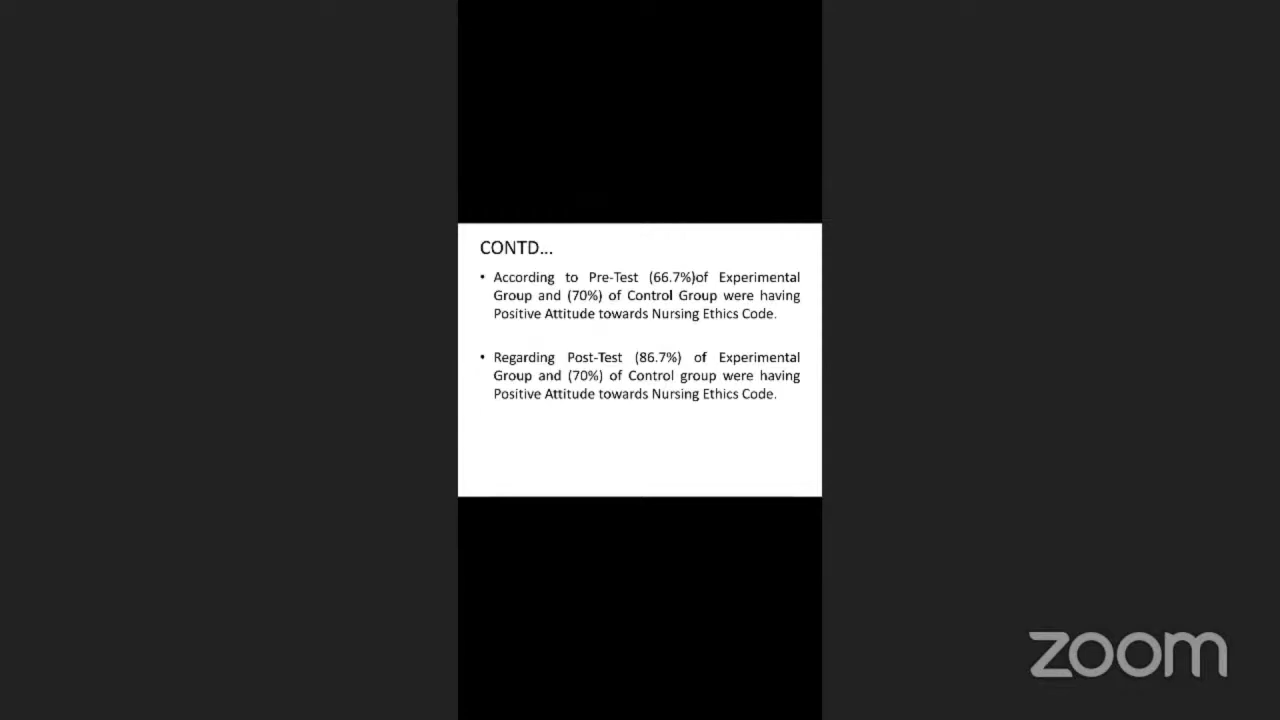 CONTD...
• According to Pre-Test (66.7%)of Experimental
Group and (70%) of Control Group were having
Positive Attitude towards Nursing Ethics Code.
• Regarding Post-Test (86.7%) of Experimental
Group and (70%) of Control group were having
Positive Attitude towards Nursing Ethics Code.
zoom